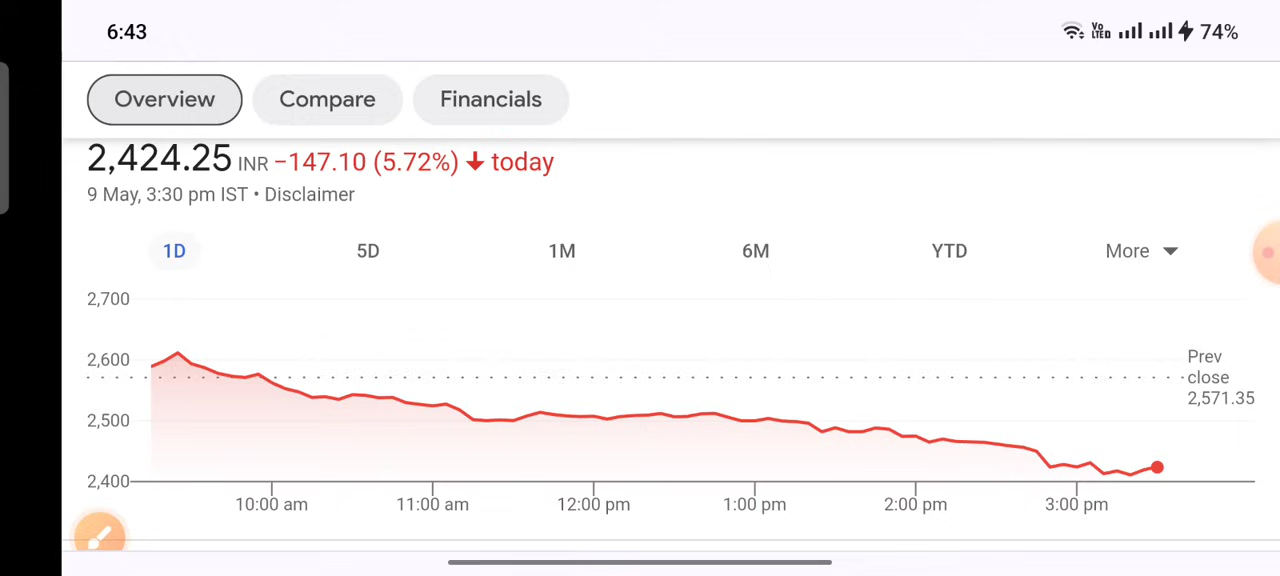 6:43 Vo LTED 74%
Overview Compare Financials
2,424.25 INR −147.10 (5.72%) today
9 May, 3:30 pm IST • Disclaimer
1D 5D 1M 6M YTD More
2,700
2,600
2,500
2,400
Prev
close
2,571.35
10:00 am 11:00 am 12:00 pm 1:00 pm 2:00 pm 3:00 pm